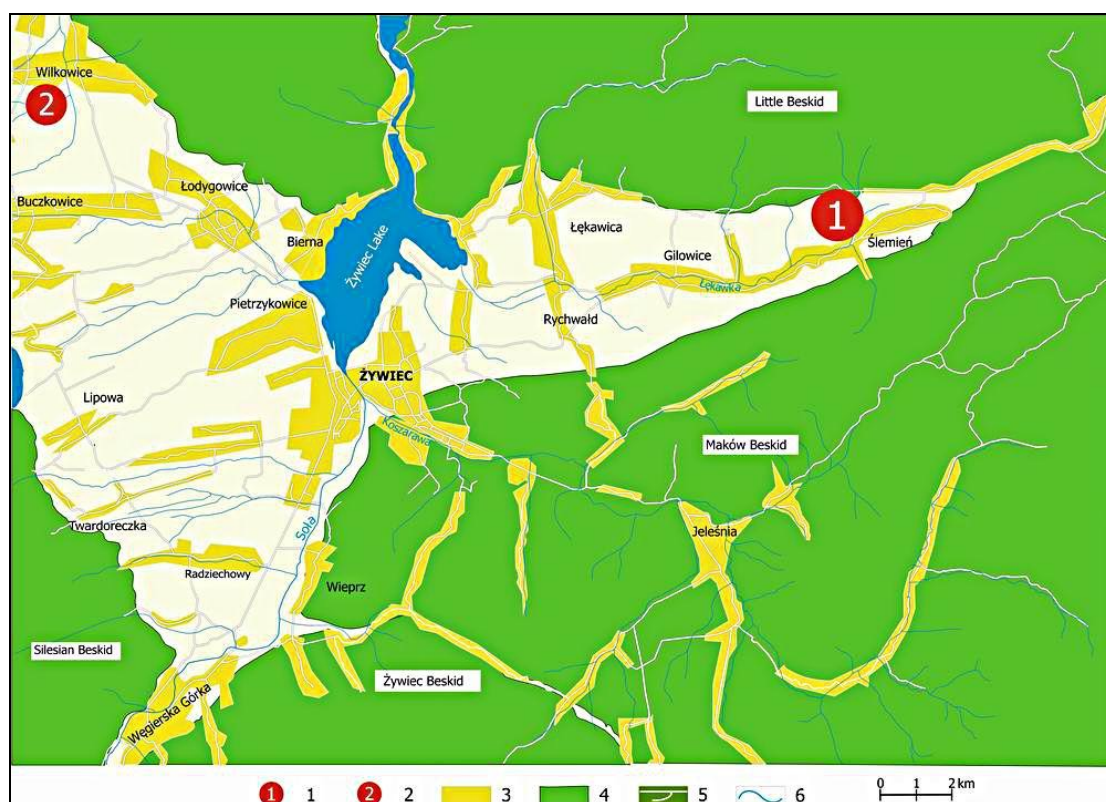 Wilkowice
2
Little Beskid
Łodygowice
Buczkowice
1
Bierna
Żywiec Lake
Łękawica
Gilowice
Ślemień
Łękawka
Pietrzykowice
Rychwałd
ŻYWIEC
Lipowa
Koszarawa
Maków Beskid
Twardoreczka
Soła
Jeleśnia
Radziechowy
Wieprz
Silesian Beskid
Żywiec Beskid
Węgierska Górka
1 1 2 2 3 4 5 6 0 1 2 km